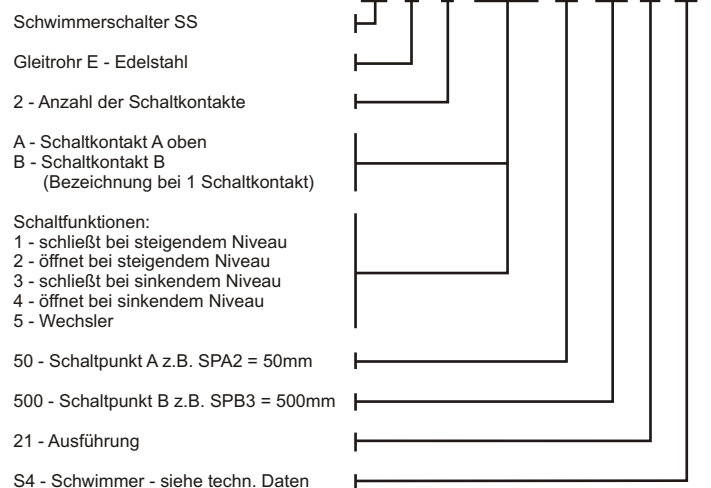 Schwimmerschalter SS
Gleitrohr E - Edelstahl
2 - Anzahl der Schaltkontakte
A - Schaltkontakt A oben
B - Schaltkontakt B
(Bezeichnung bei 1 Schaltkontakt)
Schaltfunktionen:
1 - schließt bei steigendem Niveau
2 - öffnet bei steigendem Niveau
3 - schließt bei sinkendem Niveau
4 - öffnet bei sinkendem Niveau
5 - Wechsler
50 - Schaltpunkt A z.B. SPA2 = 50mm
500 - Schaltpunkt B z.B. SPB3 = 500mm
21 - Ausführung
S4 - Schwimmer - siehe techn. Daten